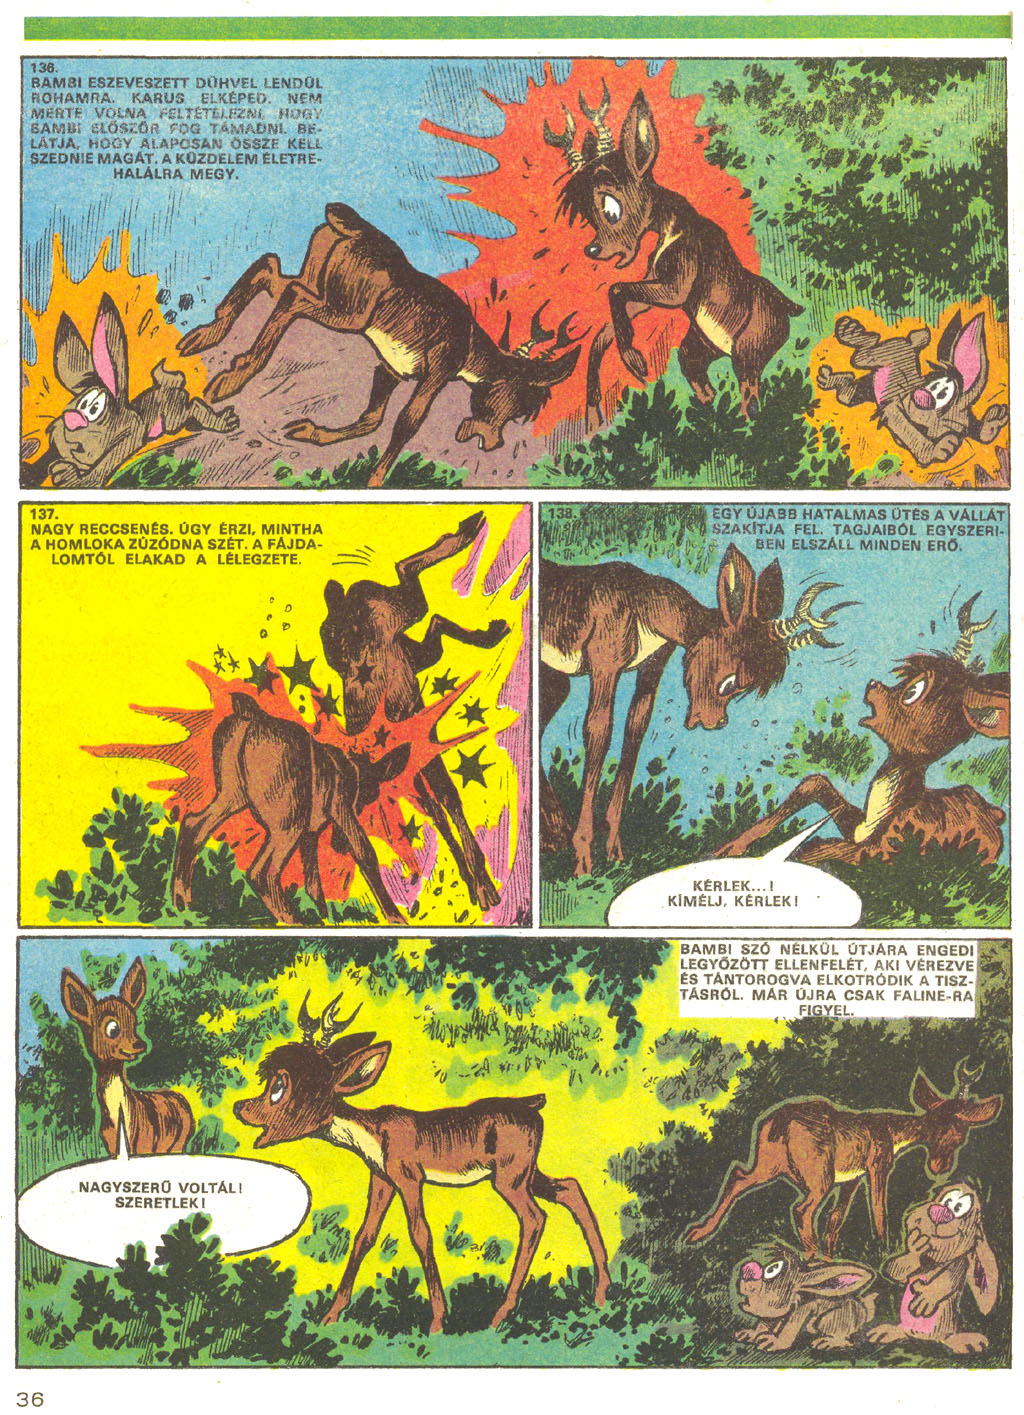 136.
BAMBI ESZEVESZETT DÜHVEL LENDÜL
ROHAMRA. KARUS ELKÉPED. NEM
MERTE VOLNA FELTÉTELEZNI, HOGY
BAMBI ELŐSZÖR FOG TÁMADNI. BE-
LÁTJA, HOGY ALAPOSAN ÖSSZE KELL
SZEDNIE MAGÁT. A KÜZDELEM ÉLETRE-
HALÁLRA MEGY.
137.
NAGY RECCSENÉS. ÚGY ÉRZI, MINTHA
A HOMLOKA ZÚZÓDNA SZÉT. A FÁJDA-
LOMTÓL ELAKAD A LÉLEGZETE.
138.
EGY ÚJABB HATALMAS ÜTÉS A VÁLLÁT
SZAKÍTJA FEL. TAGJAIBÓL EGYSZERI-
BEN ELSZÁLL MINDEN ERŐ.
KÉRLEK...!
KÍMÉLJ, KÉRLEK!
BAMBI SZÓ NÉLKÜL ÚTJÁRA ENGEDI
LEGYŐZÖTT ELLENFELÉT, AKI VÉREZVE
ÉS TÁNTOROGVA ELKOTRÓDIK A TISZ-
TÁSRÓL. MÁR ÚJRA CSAK FALINE-RA
FIGYEL.
NAGYSZERŰ VOLTÁL!
SZERETLEK!
36